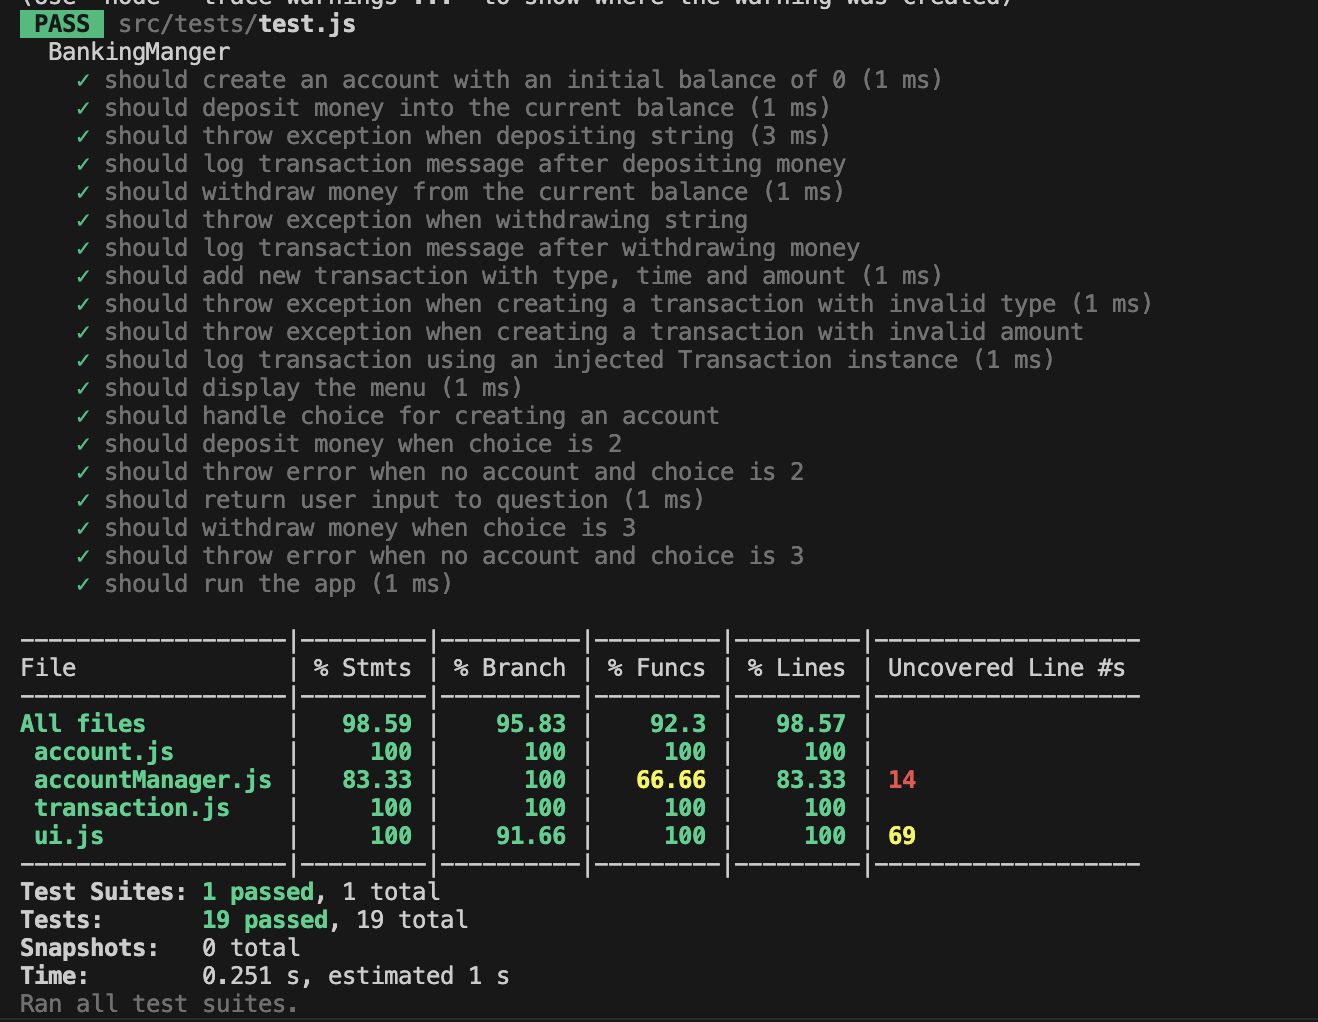 (Use `node --trace-warnings ...` to show where the warning was created)
PASS src/tests/test.js
BankingManger
✓ should create an account with an initial balance of 0 (1 ms)
✓ should deposit money into the current balance (1 ms)
✓ should throw exception when depositing string (3 ms)
✓ should log transaction message after depositing money
✓ should withdraw money from the current balance (1 ms)
✓ should throw exception when withdrawing string
✓ should log transaction message after withdrawing money
✓ should add new transaction with type, time and amount (1 ms)
✓ should throw exception when creating a transaction with invalid type (1 ms)
✓ should throw exception when creating a transaction with invalid amount
✓ should log transaction using an injected Transaction instance (1 ms)
✓ should display the menu (1 ms)
✓ should handle choice for creating an account
✓ should deposit money when choice is 2
✓ should throw error when no account and choice is 2
✓ should return user input to question (1 ms)
✓ should withdraw money when choice is 3
✓ should throw error when no account and choice is 3
✓ should run the app (1 ms)
-------------------|---------|----------|---------|---------|-------------------
File | % Stmts | % Branch | % Funcs | % Lines | Uncovered Line #s
-------------------|---------|----------|---------|---------|-------------------
All files | 98.59 | 95.83 | 92.3 | 98.57 |
account.js | 100 | 100 | 100 | 100 |
accountManager.js | 83.33 | 100 | 66.66 | 83.33 | 14
transaction.js | 100 | 100 | 100 | 100 |
ui.js | 100 | 91.66 | 100 | 100 | 69
-------------------|---------|----------|---------|---------|-------------------
Test Suites: 1 passed, 1 total
Tests: 19 passed, 19 total
Snapshots: 0 total
Time: 0.251 s, estimated 1 s
Ran all test suites.